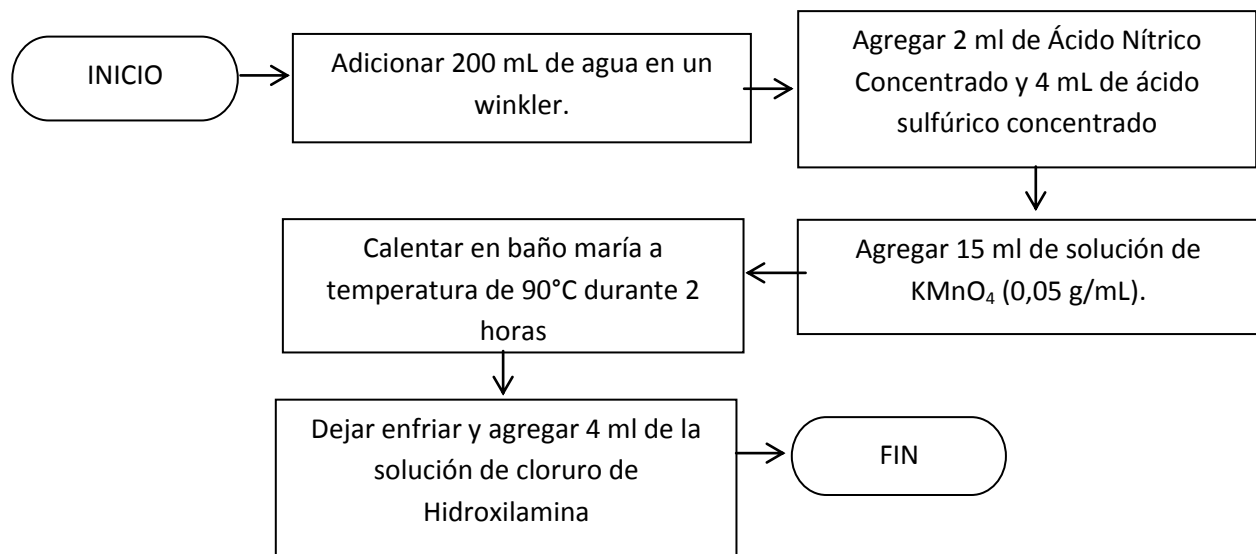 INICIO
Adicionar 200 mL de agua en un
winkler.
Agregar 2 ml de Ácido Nítrico
Concentrado y 4 mL de ácido
sulfúrico concentrado
Agregar 15 ml de solución de
KMnO₄ (0,05 g/mL).
Calentar en baño maría a
temperatura de 90°C durante 2
horas
Dejar enfriar y agregar 4 ml de la
solución de cloruro de
Hidroxilamina
FIN